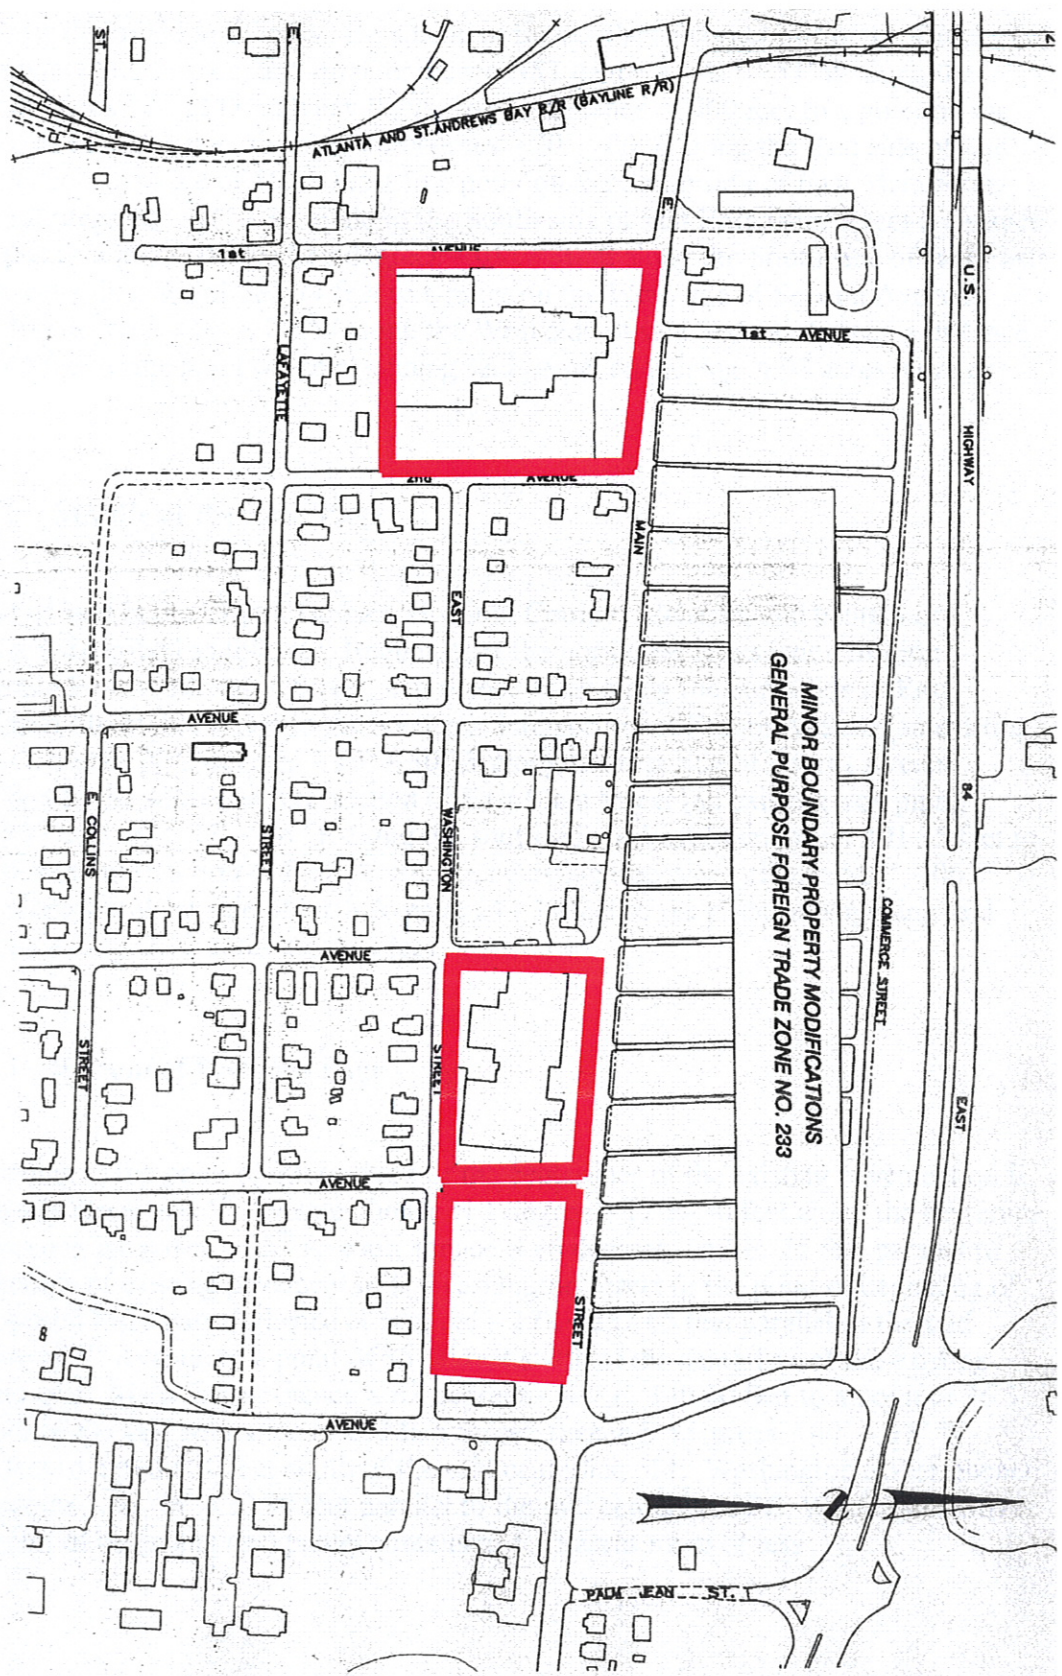 ST.
E.
ATLANTA AND ST.ANDREWS BAY R/R (BAYLINE R/R)
E.
1st
AVENUE
U.S.
1st AVENUE
LAFAYETTE
HIGHWAY
2nd
AVENUE
MAIN
EAST
MINOR BOUNDARY PROPERTY MODIFICATIONS
GENERAL PURPOSE FOREIGN TRADE ZONE NO. 233
AVENUE
84
E. COLLINS
STREET
WASHINGTON
COMMERCE STREET
AVENUE
STREET
STREET
EAST
AVENUE
STREET
8
AVENUE
PALM JEAN ST.